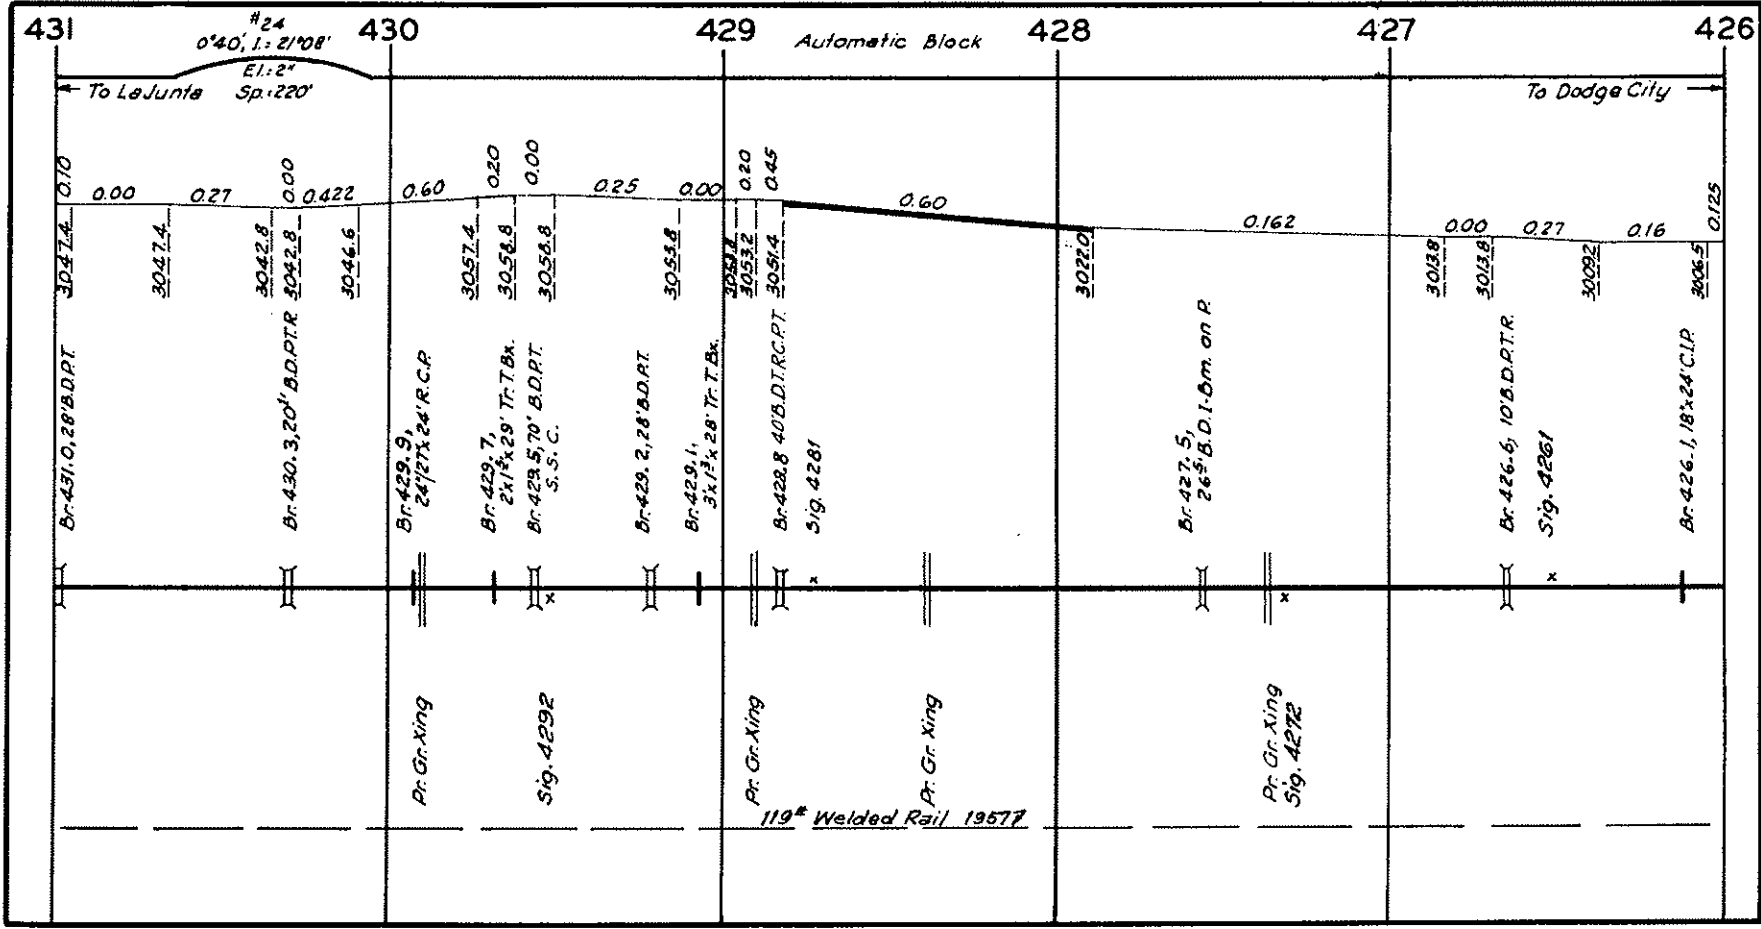 431
#24
0°40', I.: 21°08'
El.: 2"
Sp.: 220'
430
429
Automatic Block
428
427
426
← To LaJunta
To Dodge City →
0.10
0.00
0.27
0.00
0.422
0.60
0.20
0.00
0.25
0.00
0.20
0.45
0.60
0.162
0.00
0.27
0.16
0.125
3047.4
3047.4
3042.8
3042.8
3046.6
3057.4
3058.8
3058.8
3053.8
3053.2
3051.4
3022.0
3013.8
3013.8
3009.2
3006.5
Br. 431.0, 28' B.D.P.T.
Br. 430.3, 20' B.D.P.T.R.
Br. 429.9,
24"/27" x 24' R.C.P.
Br. 429.7,
2'x1⁵x29' Tr. T. Bx.
Br. 429.5, 70' B.D.P.T.
S. S. C.
Br. 429.2, 28' B.D.P.T.
Br. 429.1,
3'x1³x28' Tr. T. Bx.
Br. 428.8 40' B.D.T.R.C.P.T.
Sig. 4281
Br. 427.5,
26⁵' B.D. I-Bm. on P.
Br. 426.6, 10' B.D.P.T.R.
Sig. 4261
Br. 426.1, 18"x24' C.I.P.
x
x
x
x
Pr. Gr. Xing
Sig. 4292
Pr. Gr. Xing
Pr. Gr. Xing
Pr. Gr. Xing
Sig. 4272
119# Welded Rail 1957